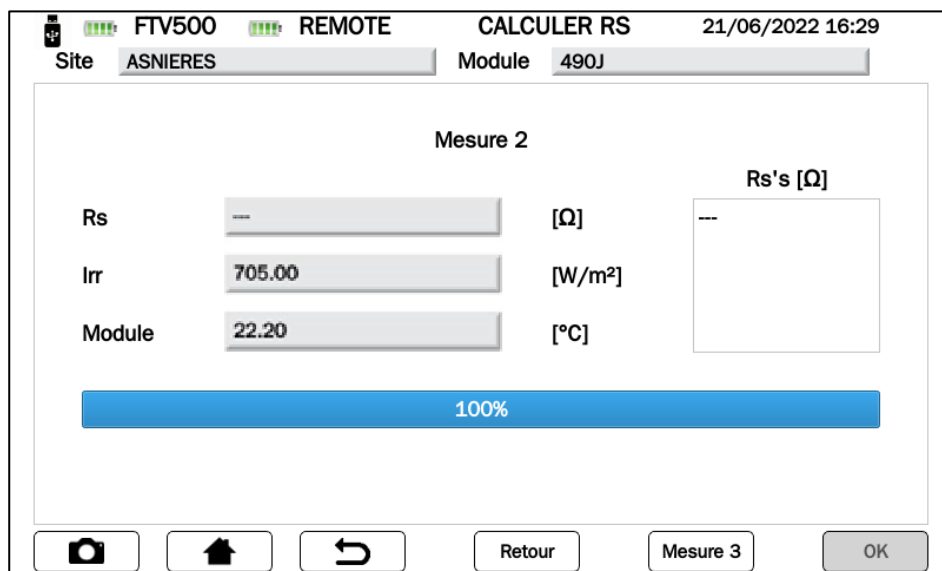 FTV500 REMOTE CALCULER RS 21/06/2022 16:29
Site ASNIERES Module 490J
Mesure 2
Rs's [Ω]
Rs --- [Ω] ---
Irr 705.00 [W/m²]
Module 22.20 [°C]
100%
Retour Mesure 3 OK